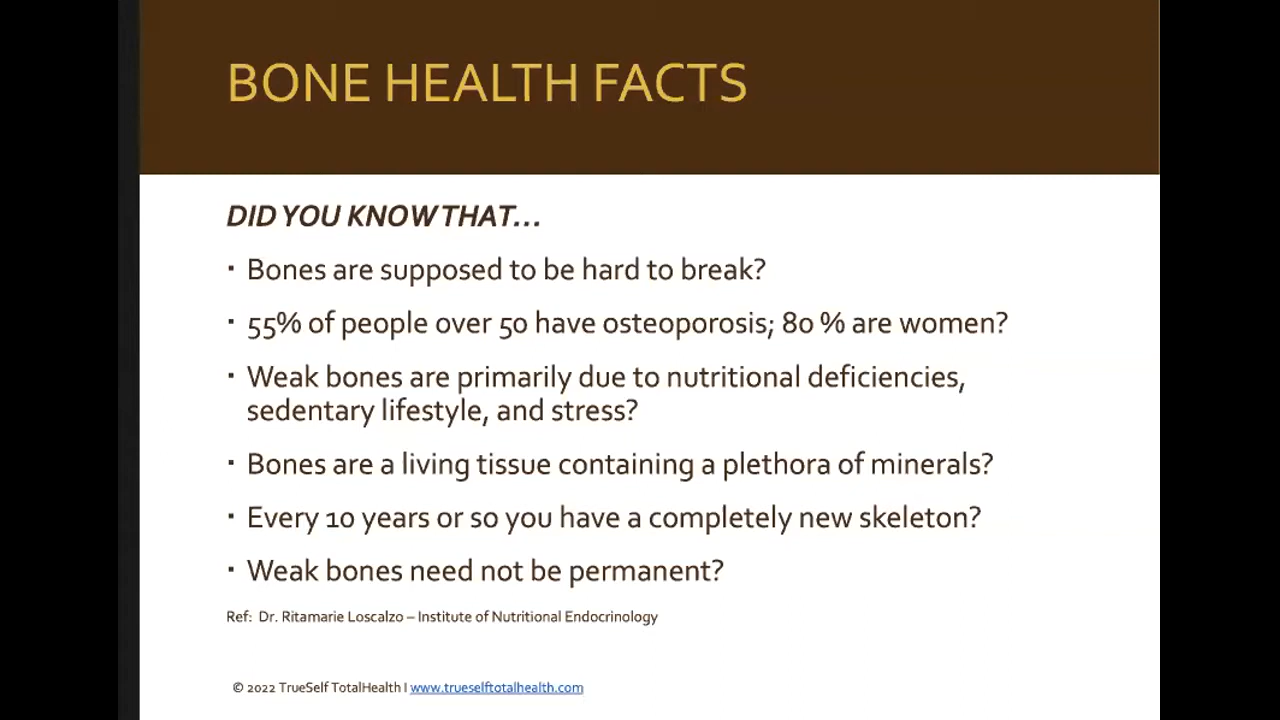 BONE HEALTH FACTS
DID YOU KNOW THAT...
▪ Bones are supposed to be hard to break?
▪ 55% of people over 50 have osteoporosis; 80 % are women?
▪ Weak bones are primarily due to nutritional deficiencies,
sedentary lifestyle, and stress?
▪ Bones are a living tissue containing a plethora of minerals?
▪ Every 10 years or so you have a completely new skeleton?
▪ Weak bones need not be permanent?
Ref: Dr. Ritamarie Loscalzo – Institute of Nutritional Endocrinology
© 2022 TrueSelf TotalHealth I www.trueselftotalhealth.com